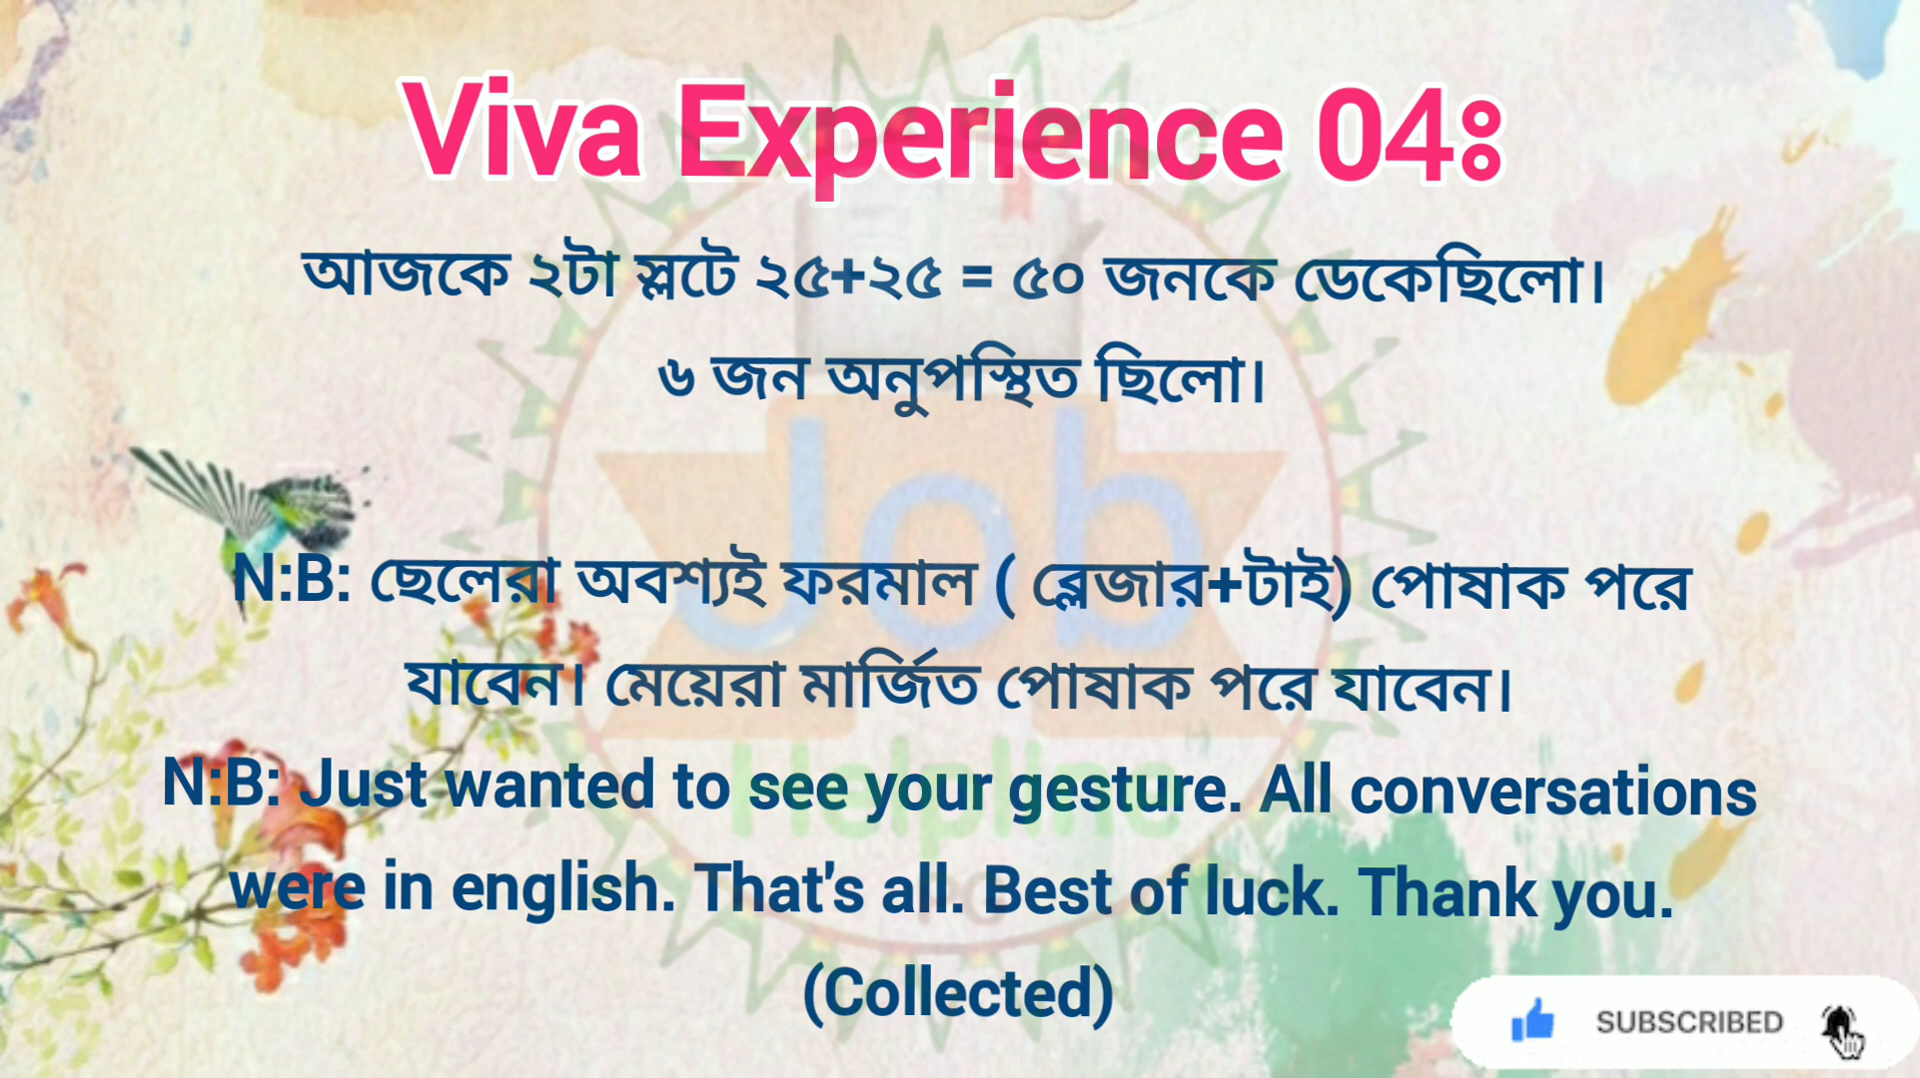 Viva Experience 04ঃ
আজকে ২টা স্লটে ২৫+২৫ = ৫০ জনকে ডেকেছিলো।
৬ জন অনুপস্থিত ছিলো।
Job
N:B: ছেলেরা অবশ্যই ফরমাল ( ব্লেজার+টাই) পোষাক পরে
যাবেন। মেয়েরা মার্জিত পোষাক পরে যাবেন।
Helpline
N:B: Just wanted to see your gesture. All conversations
were in english. That's all. Best of luck. Thank you.
(Collected)
SUBSCRIBED